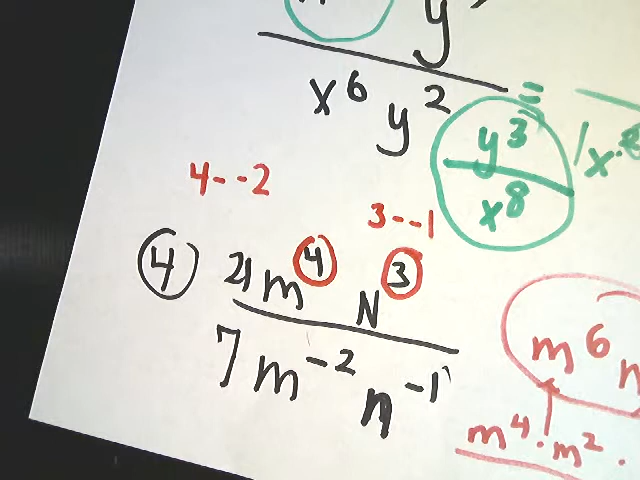 y
x⁶ y² =
y³ / x⁸
4--2
3--1
④ 21m⁴ N³
7m⁻² n⁻¹
m⁶ n
m⁴·m²·